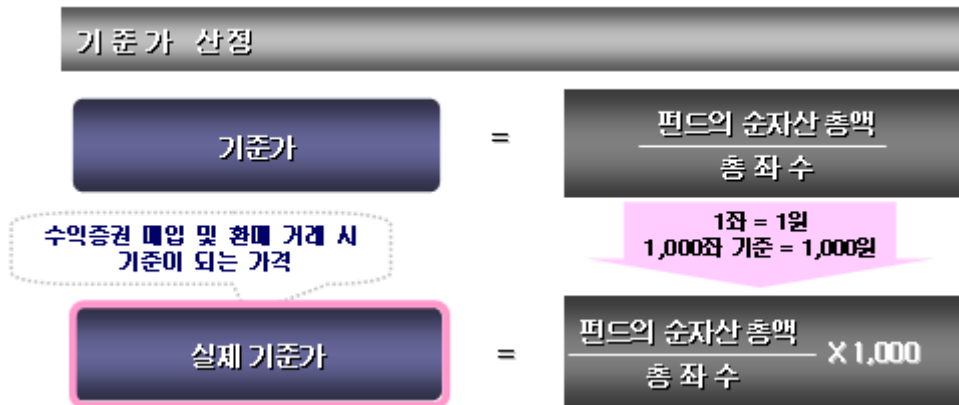 기준가 산정
기준가
=
펀드의 순자산 총액
총 좌 수
수익증권 매입 및 환매 거래 시
기준이 되는 가격
1좌 = 1원
1,000좌 기준 = 1,000원
실제 기준가
=
펀드의 순자산 총액
총 좌 수
X 1,000